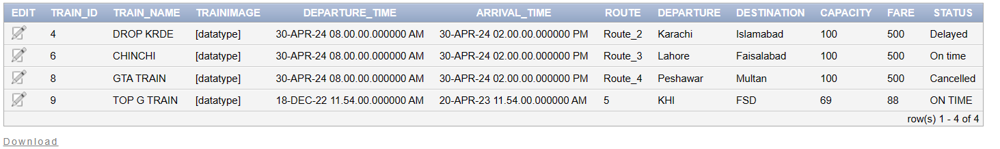 EDIT TRAIN_ID TRAIN_NAME TRAINIMAGE DEPARTURE_TIME ARRIVAL_TIME ROUTE DEPARTURE DESTINATION CAPACITY FARE STATUS
4 DROP KRDE [datatype] 30-APR-24 08.00.00.000000 AM 30-APR-24 02.00.00.000000 PM Route_2 Karachi Islamabad 100 500 Delayed
6 CHINCHI [datatype] 30-APR-24 08.00.00.000000 AM 30-APR-24 02.00.00.000000 PM Route_3 Lahore Faisalabad 100 500 On time
8 GTA TRAIN [datatype] 30-APR-24 08.00.00.000000 AM 30-APR-24 02.00.00.000000 PM Route_4 Peshawar Multan 100 500 Cancelled
9 TOP G TRAIN [datatype] 18-DEC-22 11.54.00.000000 AM 20-APR-23 11.54.00.000000 AM 5 KHI FSD 69 88 ON TIME
row(s) 1 - 4 of 4
Download